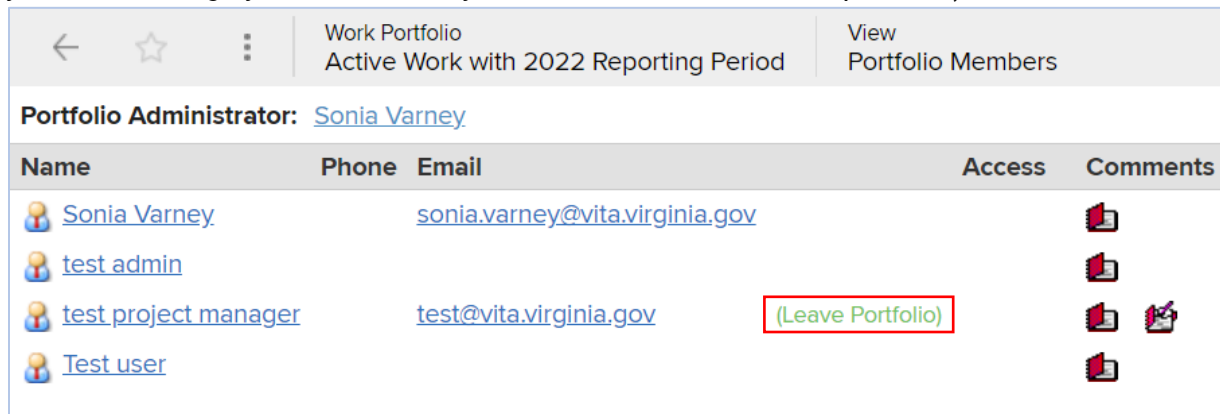 Work Portfolio View
Active Work with 2022 Reporting Period Portfolio Members
Portfolio Administrator: Sonia Varney
Name Phone Email Access Comments
Sonia Varney sonia.varney@vita.virginia.gov
test admin
test project manager test@vita.virginia.gov (Leave Portfolio)
Test user